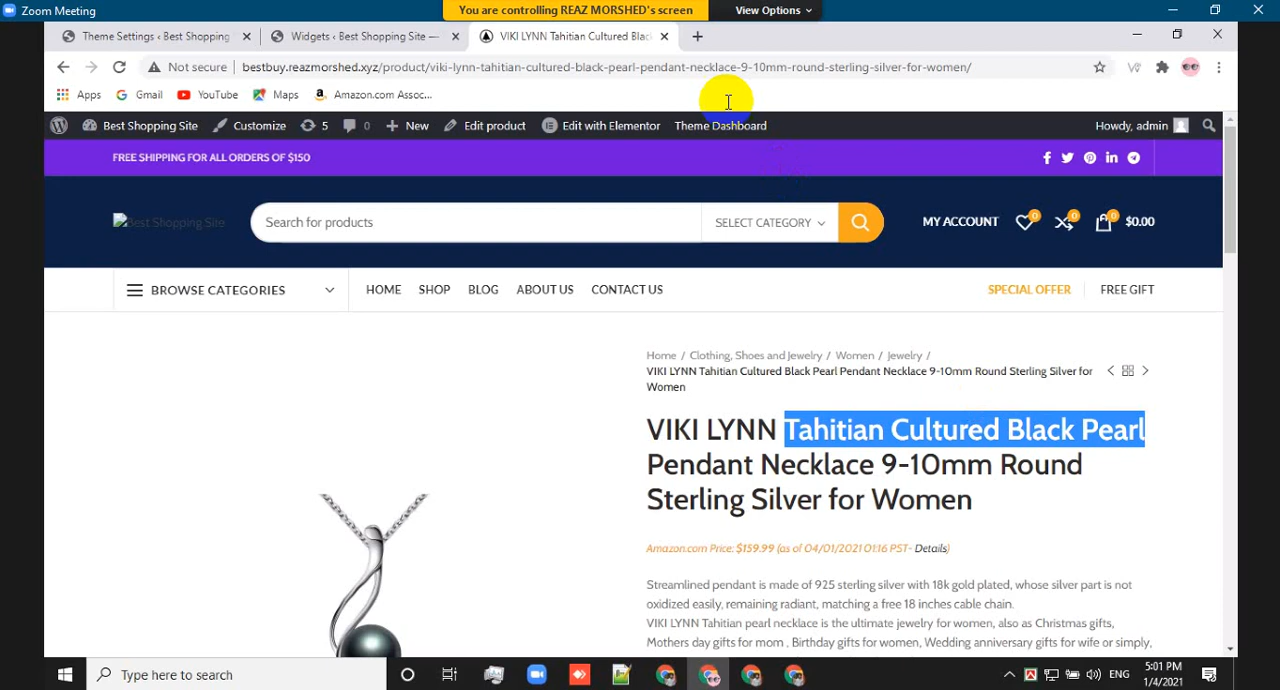 Zoom Meeting
You are controlling REAZ MORSHED's screen
View Options
Theme Settings ‹ Best Shopping
Widgets ‹ Best Shopping Site —
VIKI LYNN Tahitian Cultured Blac
Not secure
bestbuy.reazmorshed.xyz/product/viki-lynn-tahitian-cultured-black-pearl-pendant-necklace-9-10mm-round-sterling-silver-for-women/
Apps
Gmail
YouTube
Maps
Amazon.com Assoc...
Best Shopping Site
Customize
5
0
New
Edit product
Edit with Elementor
Theme Dashboard
Howdy, admin
FREE SHIPPING FOR ALL ORDERS OF $150
Best Shopping Site
Search for products
SELECT CATEGORY
MY ACCOUNT
0
0
0
$0.00
BROWSE CATEGORIES
HOME
SHOP
BLOG
ABOUT US
CONTACT US
SPECIAL OFFER
FREE GIFT
Home / Clothing, Shoes and Jewelry / Women / Jewelry /
VIKI LYNN Tahitian Cultured Black Pearl Pendant Necklace 9-10mm Round Sterling Silver for
Women
VIKI LYNN Tahitian Cultured Black Pearl
Pendant Necklace 9-10mm Round
Sterling Silver for Women
Amazon.com Price: $159.99 (as of 04/01/2021 01:16 PST- Details)
Streamlined pendant is made of 925 sterling silver with 18k gold plated, whose silver part is not
oxidized easily, remaining radiant, matching a free 18 inches cable chain.
VIKI LYNN Tahitian pearl necklace is the ultimate jewelry for women, also as Christmas gifts,
Mothers day gifts for mom , Birthday gifts for women, Wedding anniversary gifts for wife or simply,
Type here to search
ENG
5:01 PM
1/4/2021